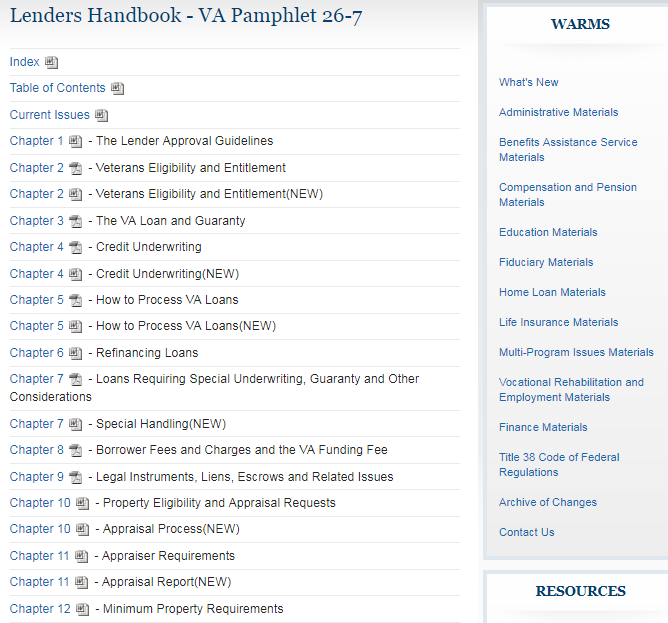 Lenders Handbook - VA Pamphlet 26-7
Index
Table of Contents
Current Issues
Chapter 1 - The Lender Approval Guidelines
Chapter 2 - Veterans Eligibility and Entitlement
Chapter 2 - Veterans Eligibility and Entitlement(NEW)
Chapter 3 - The VA Loan and Guaranty
Chapter 4 - Credit Underwriting
Chapter 4 - Credit Underwriting(NEW)
Chapter 5 - How to Process VA Loans
Chapter 5 - How to Process VA Loans(NEW)
Chapter 6 - Refinancing Loans
Chapter 7 - Loans Requiring Special Underwriting, Guaranty and Other
Considerations
Chapter 7 - Special Handling(NEW)
Chapter 8 - Borrower Fees and Charges and the VA Funding Fee
Chapter 9 - Legal Instruments, Liens, Escrows and Related Issues
Chapter 10 - Property Eligibility and Appraisal Requests
Chapter 10 - Appraisal Process(NEW)
Chapter 11 - Appraiser Requirements
Chapter 11 - Appraisal Report(NEW)
Chapter 12 - Minimum Property Requirements
WARMS
What's New
Administrative Materials
Benefits Assistance Service
Materials
Compensation and Pension
Materials
Education Materials
Fiduciary Materials
Home Loan Materials
Life Insurance Materials
Multi-Program Issues Materials
Vocational Rehabilitation and
Employment Materials
Finance Materials
Title 38 Code of Federal
Regulations
Archive of Changes
Contact Us
RESOURCES